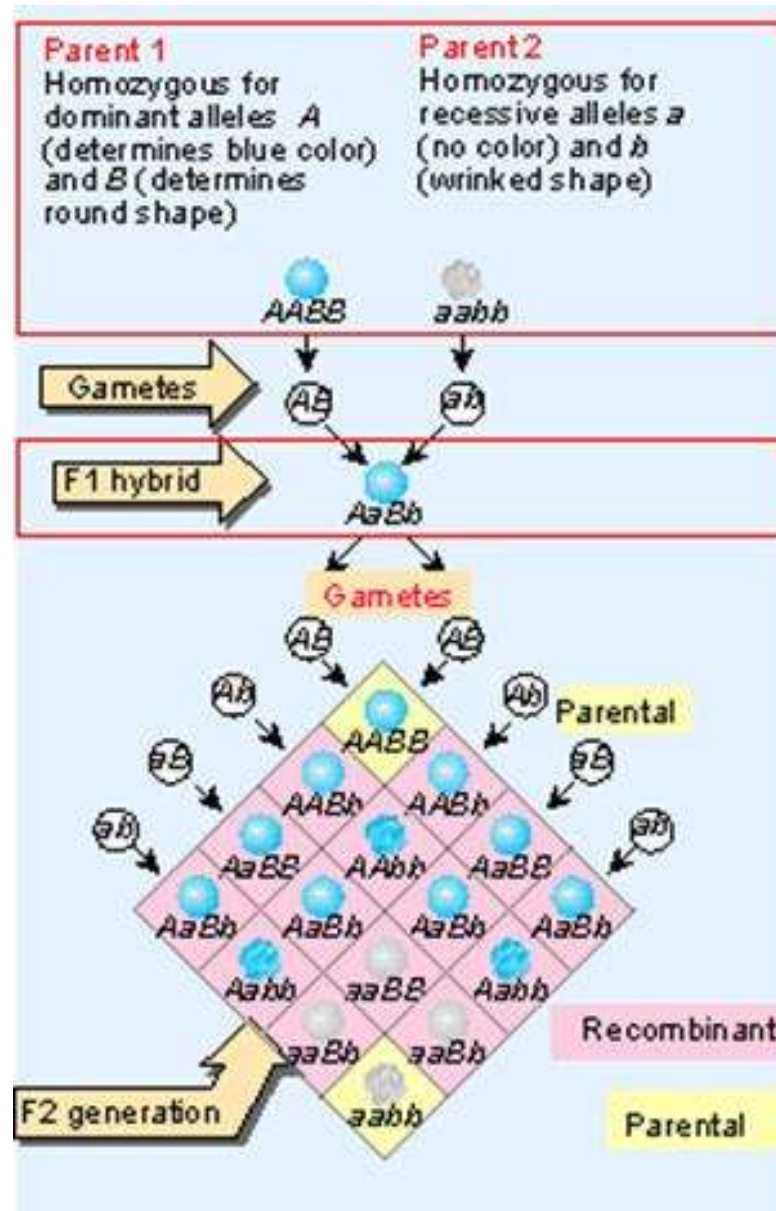 Parent 1
Homozygous for
dominant alleles A
(determines blue color)
and B (determines
round shape)
Parent 2
Homozygous for
recessive alleles a
(no color) and b
(wrinked shape)
AABB
aabb
Gametes
AB
ab
F1 hybrid
AaBb
Gametes
AB
AB
Ab
Ab
Parental
AABB
aB
aB
AABb
AABb
ab
ab
AaBB
AAbb
AaBB
AaBb
AaBb
AaBb
AaBb
Aabb
aaBB
Aabb
Recombinant
aaBb
aaBb
F2 generation
aabb
Parental